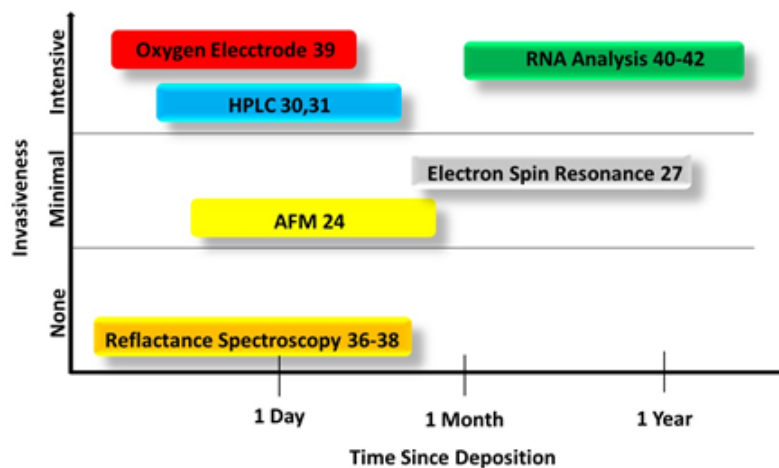 Invasiveness
Intensive
Minimal
None
Oxygen Elecctrode 39
RNA Analysis 40-42
HPLC 30,31
Electron Spin Resonance 27
AFM 24
Reflactance Spectroscopy 36-38
1 Day
1 Month
1 Year
Time Since Deposition